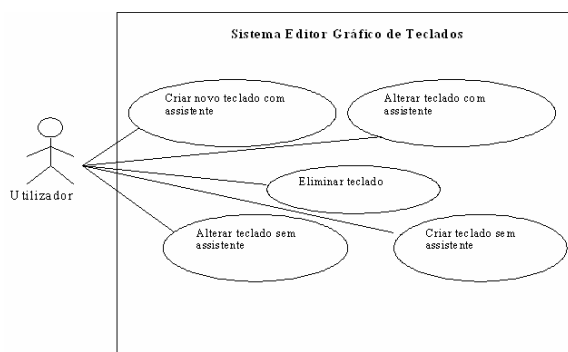 Sistema Editor Gráfico de Teclados
Criar novo teclado com
assistente
Alterar teclado com
assistente
Utilizador
Eliminar teclado
Alterar teclado sem
assistente
Criar teclado sem
assistente